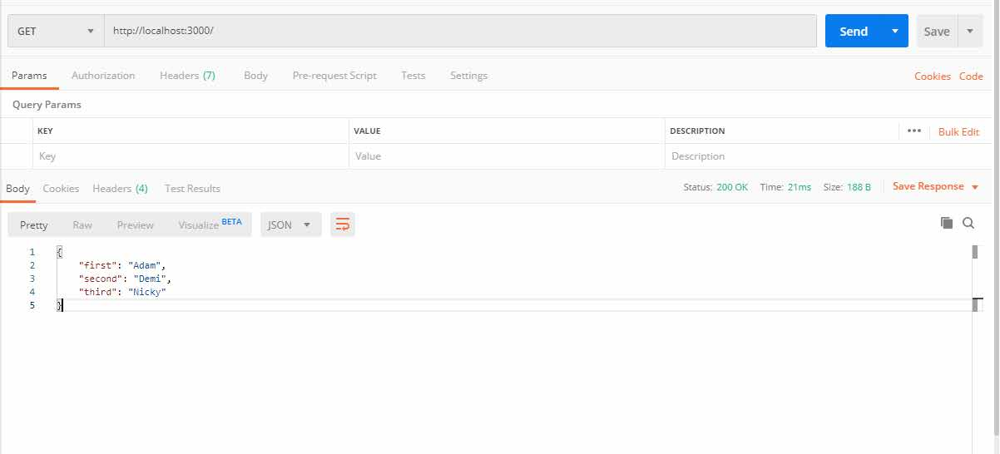 GET http://localhost:3000/ Send Save
Params Authorization Headers (7) Body Pre-request Script Tests Settings Cookies Code
Query Params
KEY VALUE DESCRIPTION ••• Bulk Edit
Key Value Description
Body Cookies Headers (4) Test Results Status: 200 OK Time: 21ms Size: 188 B Save Response
Pretty Raw Preview Visualize BETA JSON
1 {
2 "first": "Adam",
3 "second": "Demi",
4 "third": "Nicky"
5 }